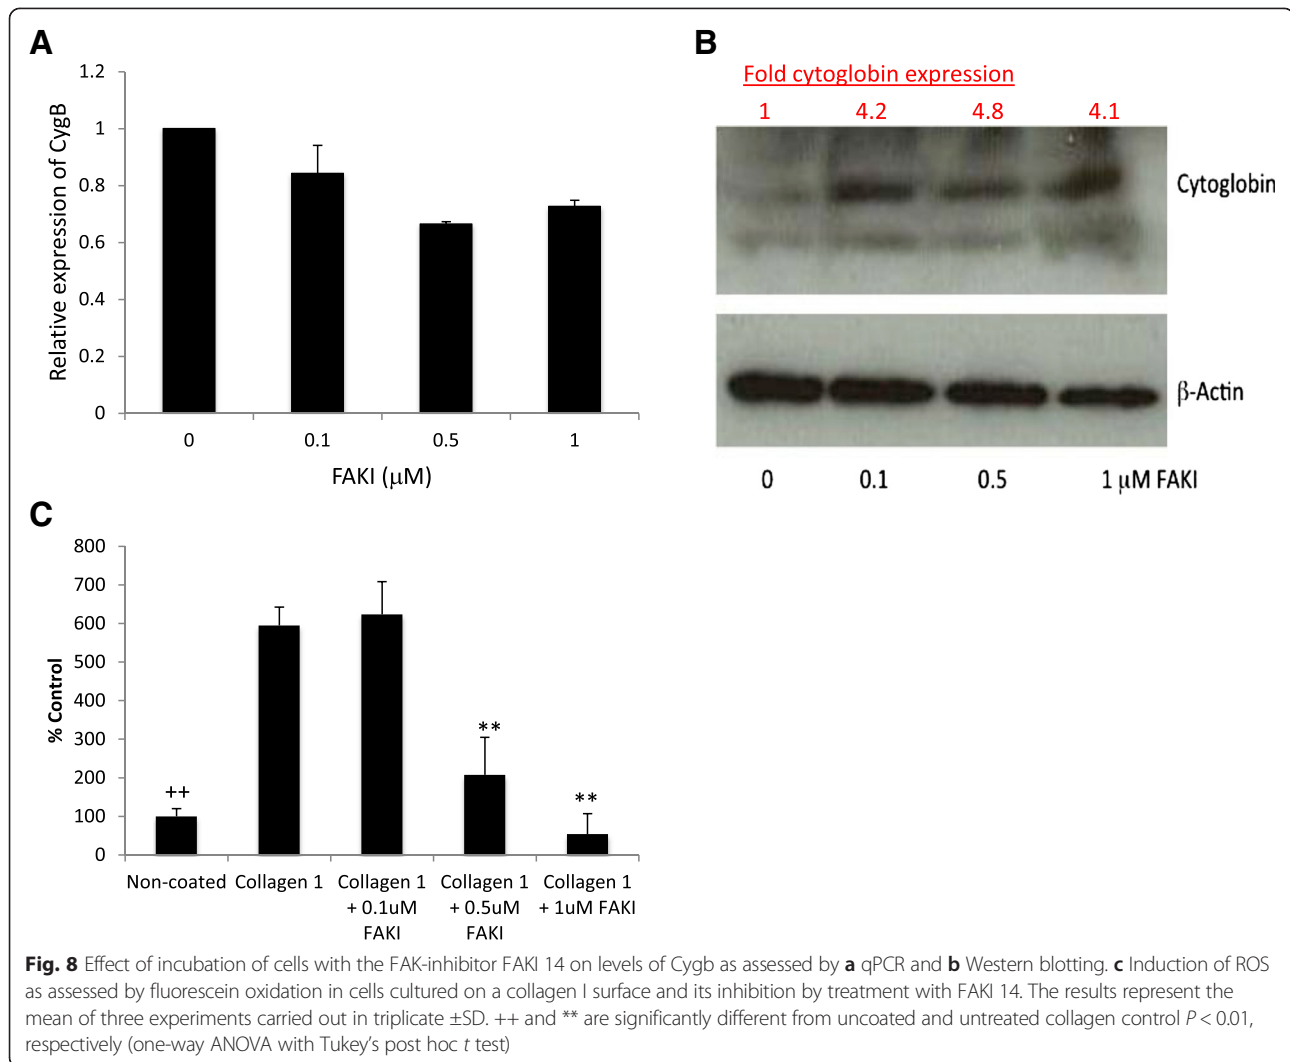 A
1.2
1
0.8
0.6
0.4
0.2
0
Relative expression of CygB
0 0.1 0.5 1
FAKI (μM)
B
Fold cytoglobin expression
1 4.2 4.8 4.1
Cytoglobin
β-Actin
0 0.1 0.5 1 μM FAKI
C
800
700
600
500
400
300
200
100
0
% Control
++
**
**
Non-coated Collagen 1 Collagen 1 Collagen 1 Collagen 1
+ 0.1uM + 0.5uM + 1uM FAKI
FAKI FAKI
Fig. 8 Effect of incubation of cells with the FAK-inhibitor FAKI 14 on levels of Cygb as assessed by a qPCR and b Western blotting. c Induction of ROS
as assessed by fluorescein oxidation in cells cultured on a collagen I surface and its inhibition by treatment with FAKI 14. The results represent the
mean of three experiments carried out in triplicate ±SD. ++ and ** are significantly different from uncoated and untreated collagen control P < 0.01,
respectively (one-way ANOVA with Tukey's post hoc t test)